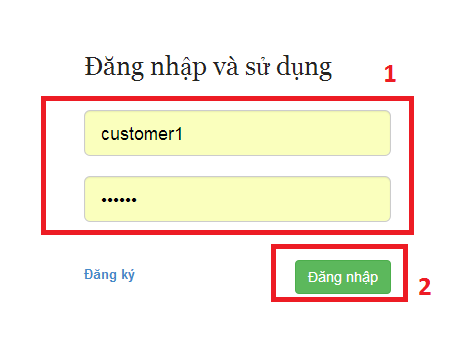 Đăng nhập và sử dụng
1
customer1
••••••
Đăng ký
Đăng nhập
2